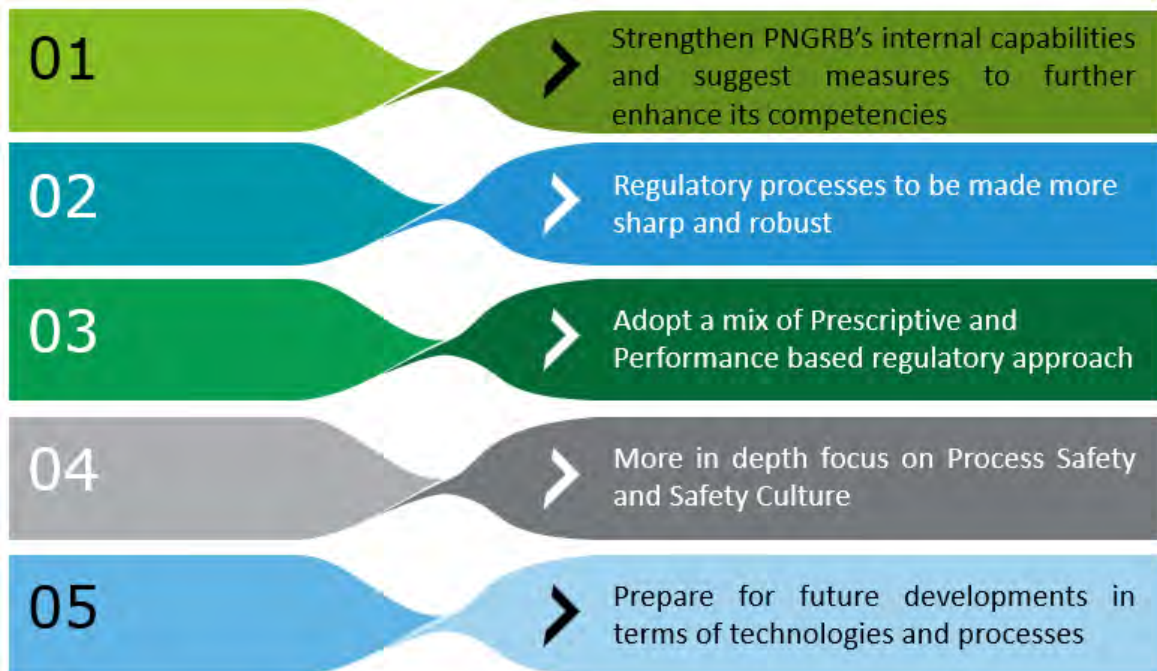 01
Strengthen PNGRB’s internal capabilities
and suggest measures to further
enhance its competencies
02
Regulatory processes to be made more
sharp and robust
03
Adopt a mix of Prescriptive and
Performance based regulatory approach
04
More in depth focus on Process Safety
and Safety Culture
05
Prepare for future developments in
terms of technologies and processes